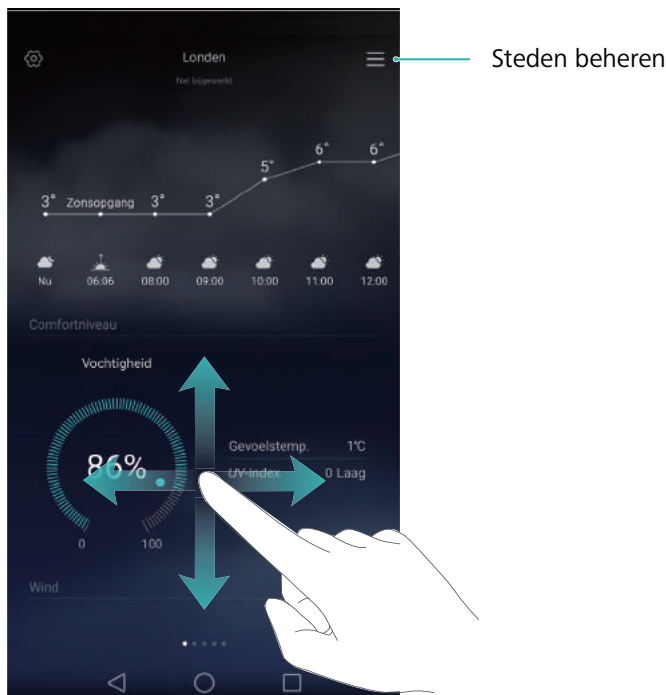 Londen
Steden beheren
Net bijgewerkt
6° 6°
5°
3° Zonsopgang 3° 3°
Nu 06:06 08:00 09:00 10:00 11:00 12:00
Comfortniveau
Vochtigheid
86%
0 100
Gevoelstemp. 1°C
UV-index 0 Laag
Wind